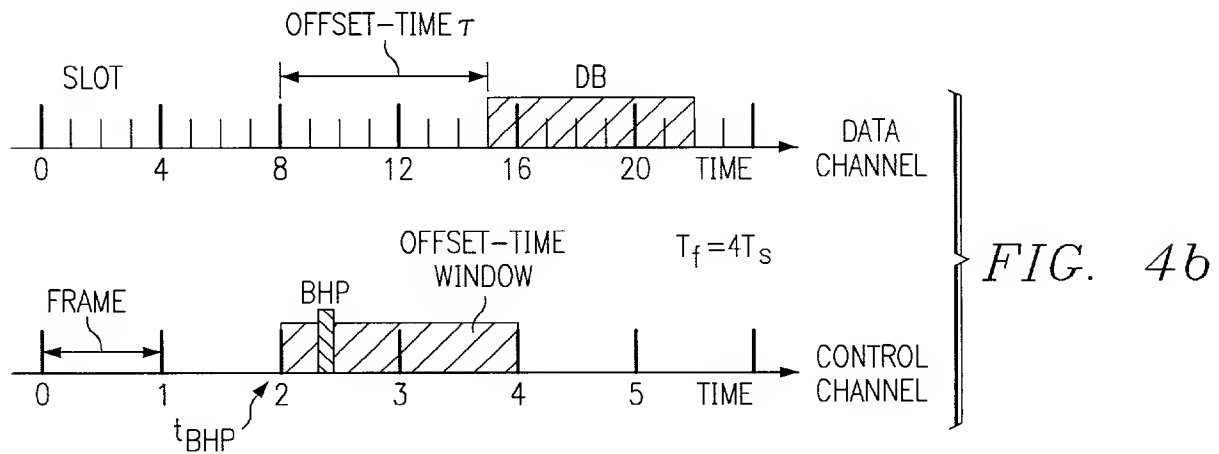 OFFSET-TIME τ
SLOT
DB
0 4 8 12 16 20 TIME
DATA
CHANNEL
OFFSET-TIME
WINDOW
T_f=4T_s
BHP
FRAME
FIG. 4b
0 1 2 3 4 5 TIME
CONTROL
CHANNEL
t_BHP